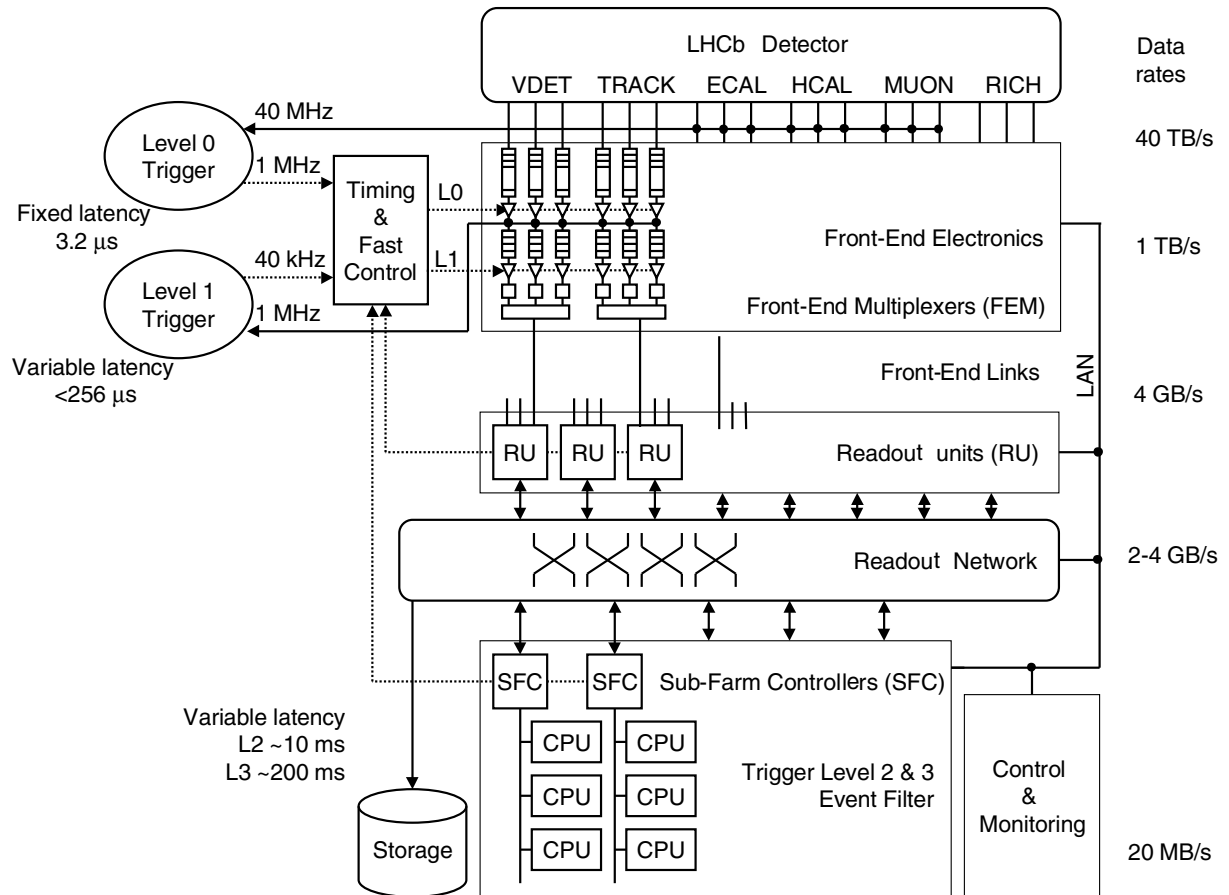 LHCb Detector
VDET TRACK ECAL HCAL MUON RICH
Data
rates
40 MHz
40 TB/s
Level 0
Trigger
1 MHz
Timing
&
Fast
Control
L0
Fixed latency
3.2 µs
Front-End Electronics
1 TB/s
40 kHz
L1
Level 1
Trigger
1 MHz
Front-End Multiplexers (FEM)
Variable latency
<256 µs
Front-End Links
LAN
4 GB/s
RU
RU
RU
Readout units (RU)
Readout Network
2-4 GB/s
SFC
SFC
Sub-Farm Controllers (SFC)
Variable latency
L2 ~10 ms
L3 ~200 ms
CPU
CPU
CPU
CPU
CPU
CPU
Trigger Level 2 & 3
Event Filter
Control
&
Monitoring
Storage
20 MB/s